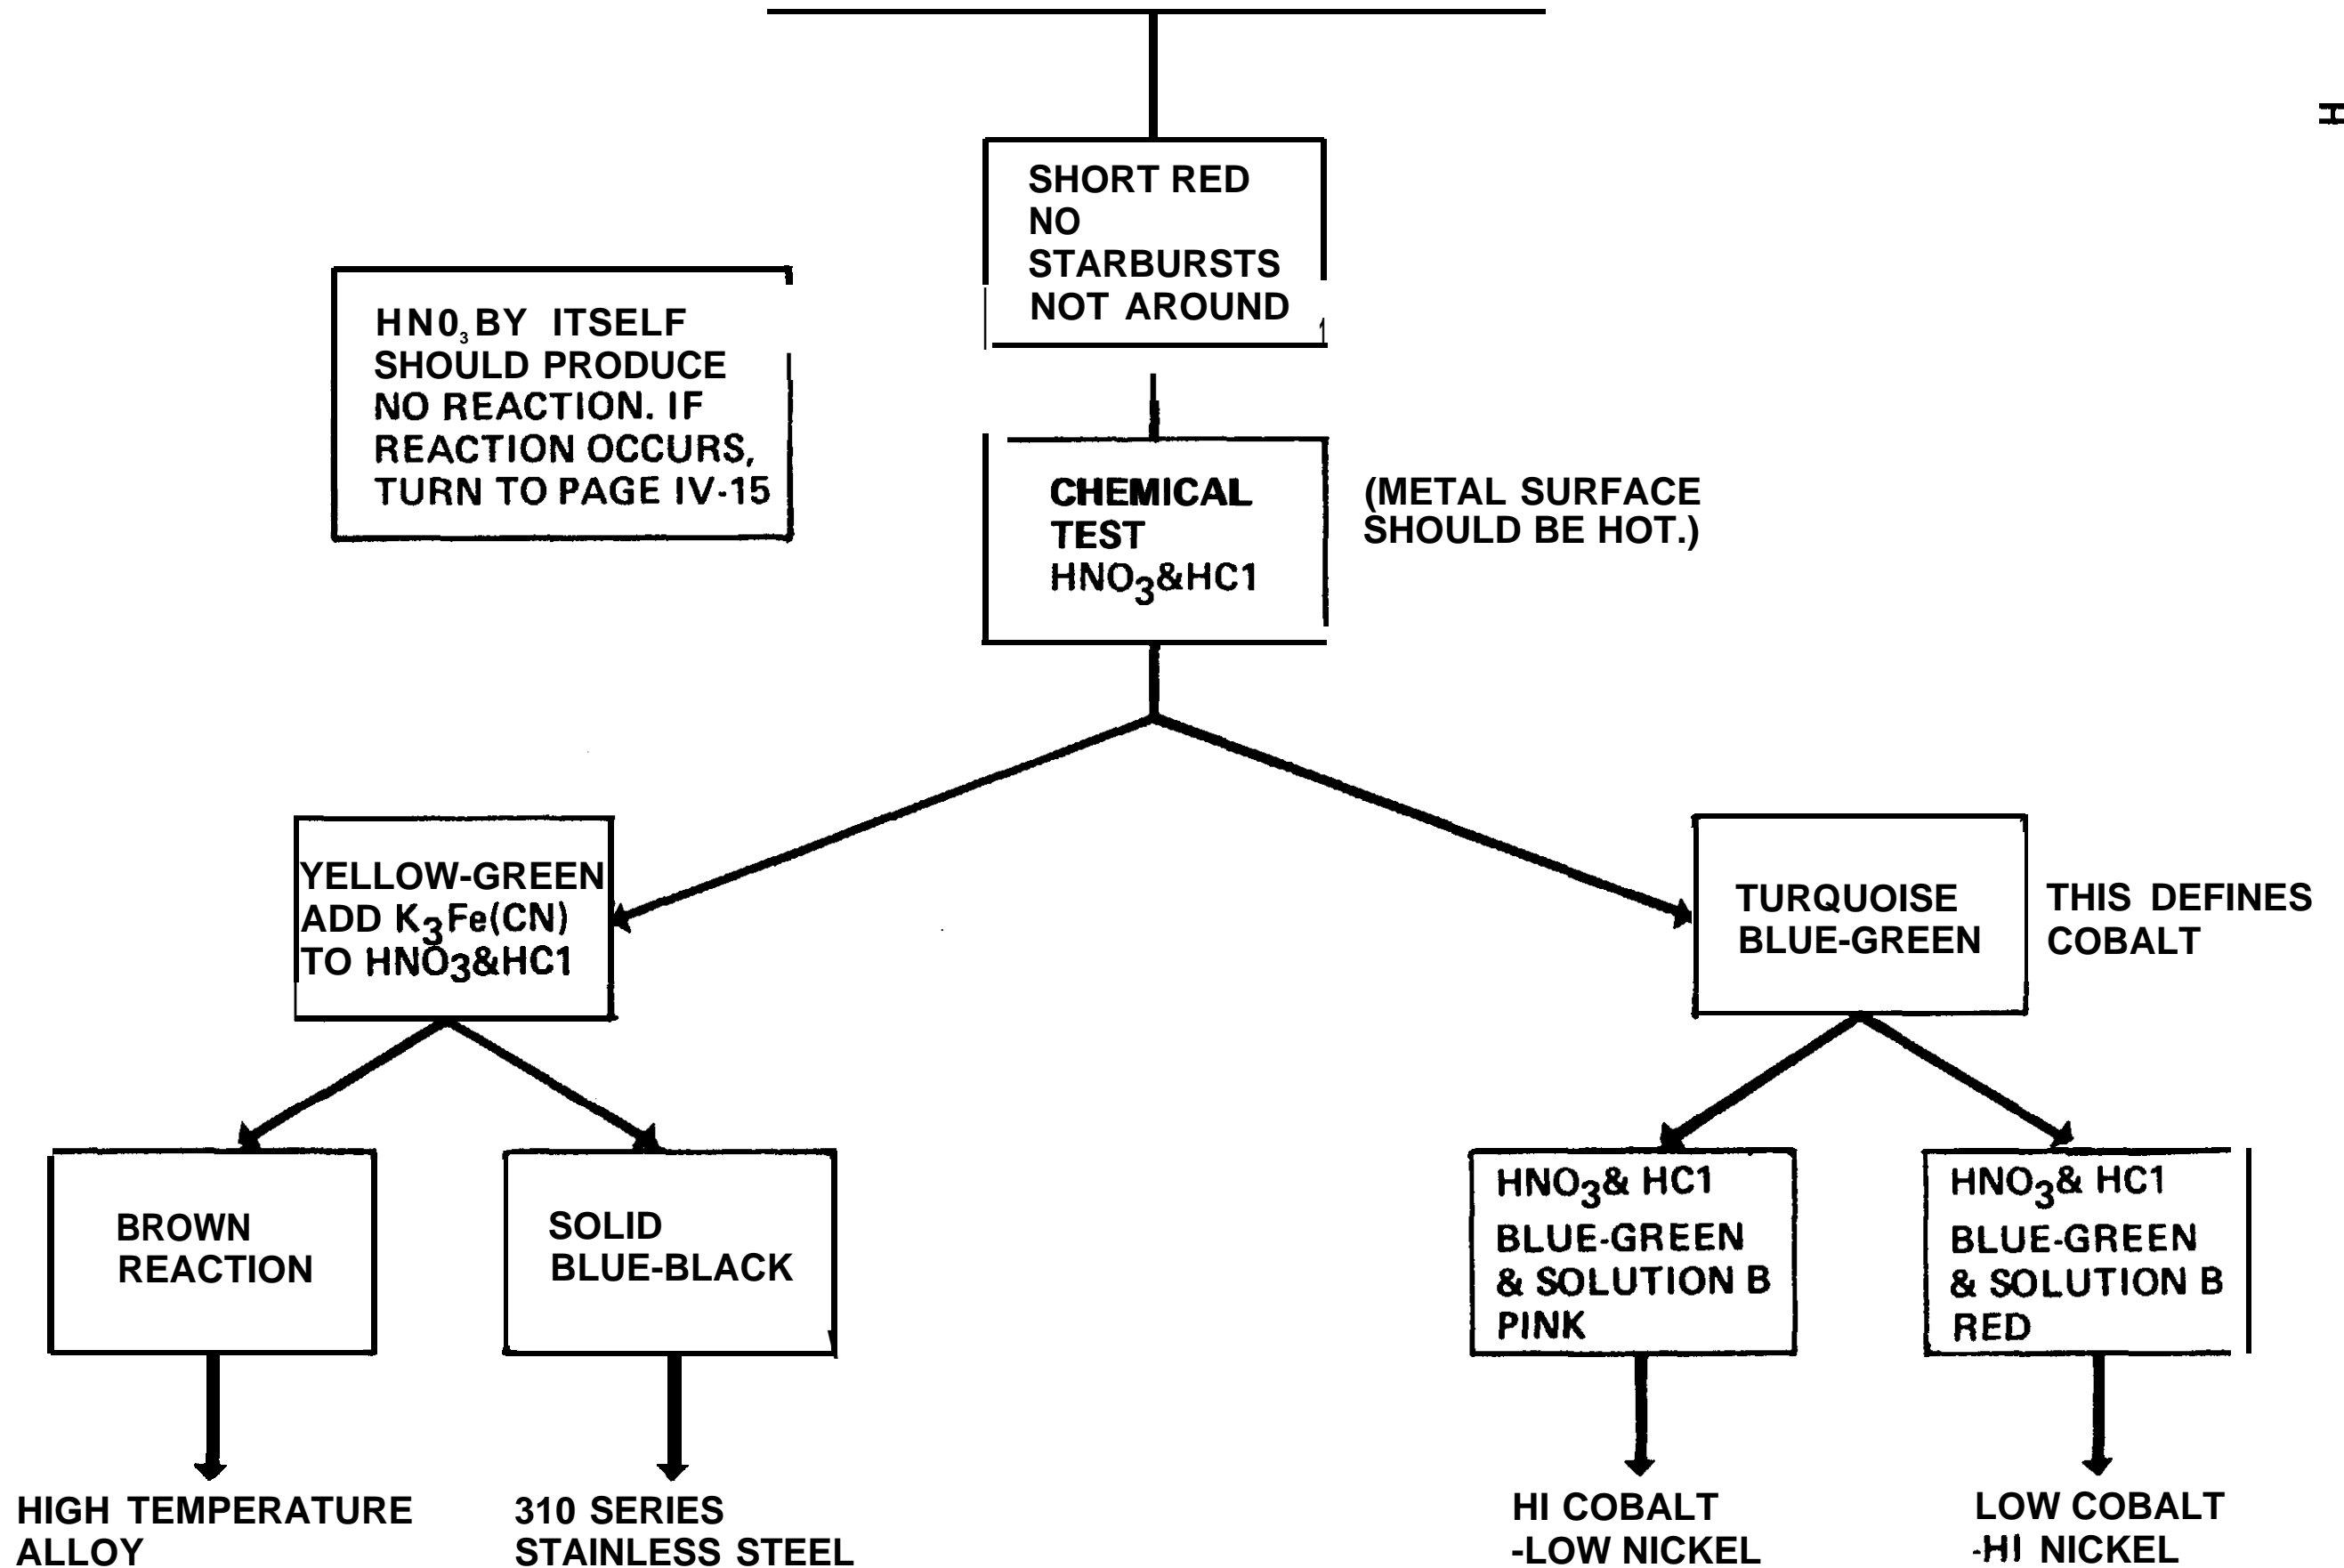 SHORT RED
NO
STARBURSTS
NOT AROUND
HN0₃ BY ITSELF
SHOULD PRODUCE
NO REACTION. IF
REACTION OCCURS,
TURN TO PAGE IV-15
CHEMICAL
TEST
HNO₃&HC1
(METAL SURFACE
SHOULD BE HOT.)
YELLOW-GREEN
ADD K₃Fe(CN)
TO HNO₃&HC1
TURQUOISE
BLUE-GREEN
THIS DEFINES
COBALT
BROWN
REACTION
SOLID
BLUE-BLACK
HNO₃& HC1
BLUE-GREEN
& SOLUTION B
PINK
HNO₃& HC1
BLUE-GREEN
& SOLUTION B
RED
HIGH TEMPERATURE
ALLOY
310 SERIES
STAINLESS STEEL
HI COBALT
-LOW NICKEL
LOW COBALT
-HI NICKEL